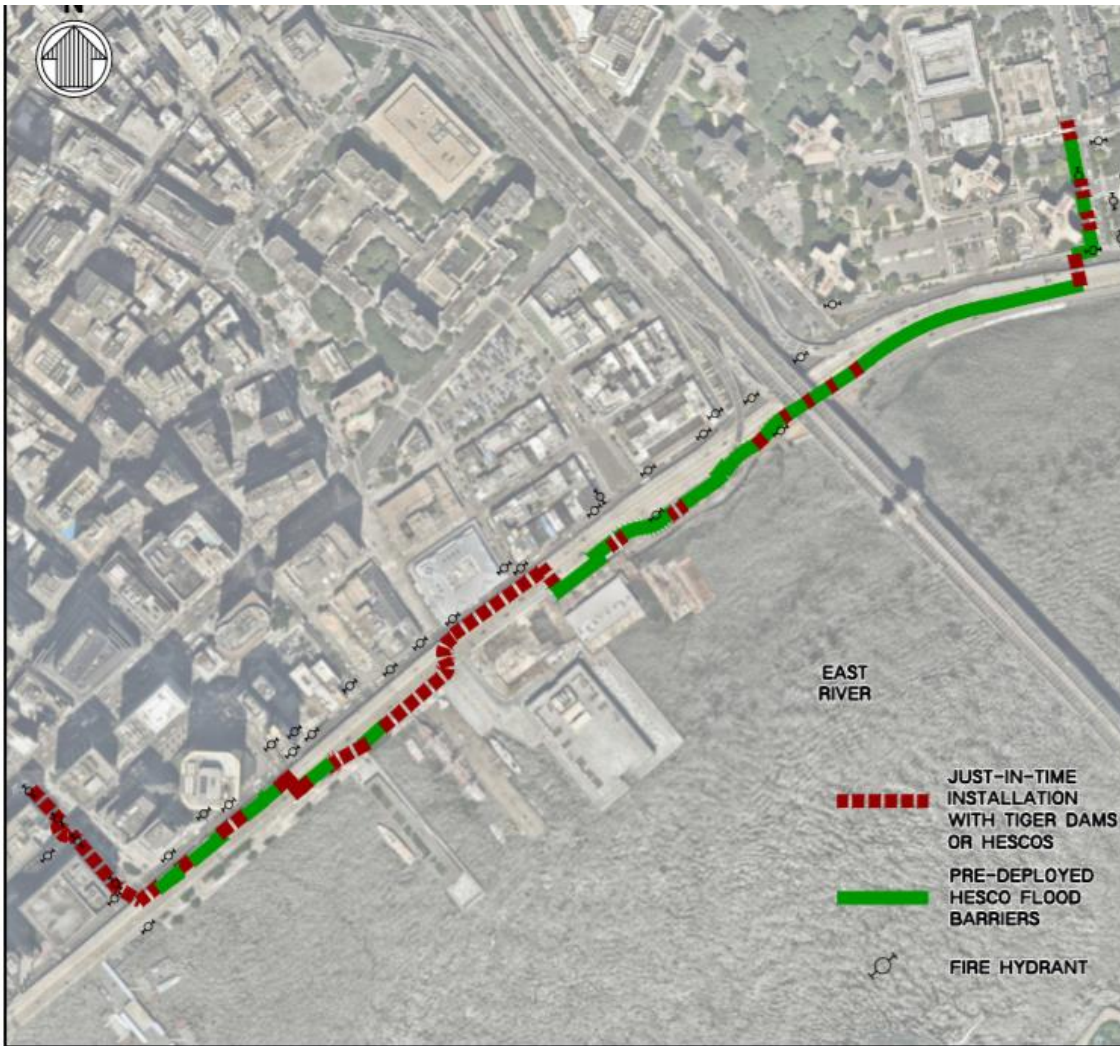 N
EAST
RIVER
JUST-IN-TIME
INSTALLATION
WITH TIGER DAMS
OR HESCOS
PRE-DEPLOYED
HESCO FLOOD
BARRIERS
FIRE HYDRANT